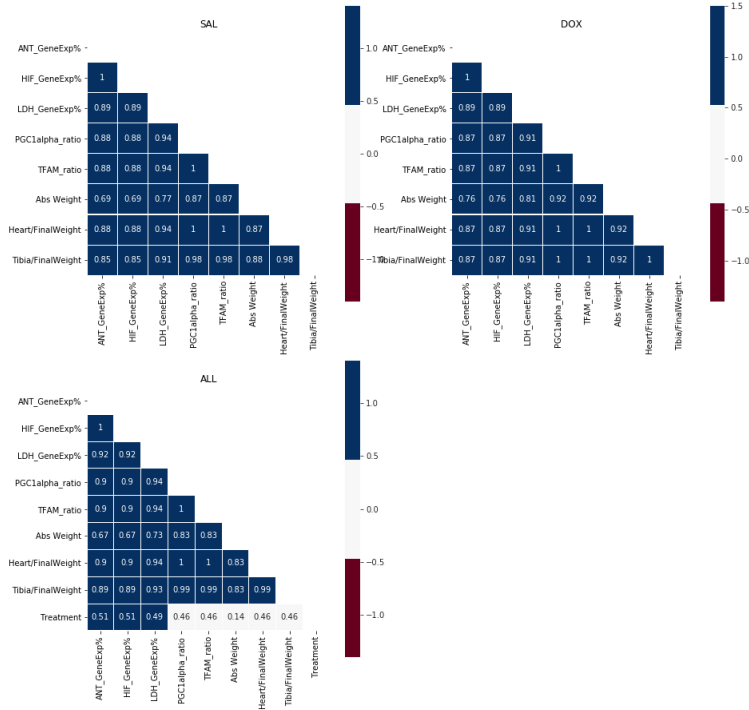 SAL
ANT_GeneExp%
HIF_GeneExp% 1
LDH_GeneExp% 0.89 0.89
PGC1alpha_ratio 0.88 0.88 0.94
TFAM_ratio 0.88 0.88 0.94 1
Abs Weight 0.69 0.69 0.77 0.87 0.87
Heart/FinalWeight 0.88 0.88 0.94 1 1 0.87
Tibia/FinalWeight 0.85 0.85 0.91 0.98 0.98 0.88 0.98
ANT_GeneExp% HIF_GeneExp% LDH_GeneExp% PGC1alpha_ratio TFAM_ratio Abs Weight Heart/FinalWeight Tibia/FinalWeight
1.0
0.5
0.0
−0.5
−1.0
DOX
ANT_GeneExp%
HIF_GeneExp% 1
LDH_GeneExp% 0.89 0.89
PGC1alpha_ratio 0.87 0.87 0.91
TFAM_ratio 0.87 0.87 0.91 1
Abs Weight 0.76 0.76 0.81 0.92 0.92
Heart/FinalWeight 0.87 0.87 0.91 1 1 0.92
Tibia/FinalWeight 0.87 0.87 0.91 1 1 0.92 1
ANT_GeneExp% HIF_GeneExp% LDH_GeneExp% PGC1alpha_ratio TFAM_ratio Abs Weight Heart/FinalWeight Tibia/FinalWeight
1.5
1.0
0.5
0.0
−0.5
−1.0
ALL
ANT_GeneExp%
HIF_GeneExp% 1
LDH_GeneExp% 0.92 0.92
PGC1alpha_ratio 0.9 0.9 0.94
TFAM_ratio 0.9 0.9 0.94 1
Abs Weight 0.67 0.67 0.73 0.83 0.83
Heart/FinalWeight 0.9 0.9 0.94 1 1 0.83
Tibia/FinalWeight 0.89 0.89 0.93 0.99 0.99 0.83 0.99
Treatment 0.51 0.51 0.49 0.46 0.46 0.14 0.46 0.46
ANT_GeneExp% HIF_GeneExp% LDH_GeneExp% PGC1alpha_ratio TFAM_ratio Abs Weight Heart/FinalWeight Tibia/FinalWeight Treatment
1.0
0.5
0.0
−0.5
−1.0